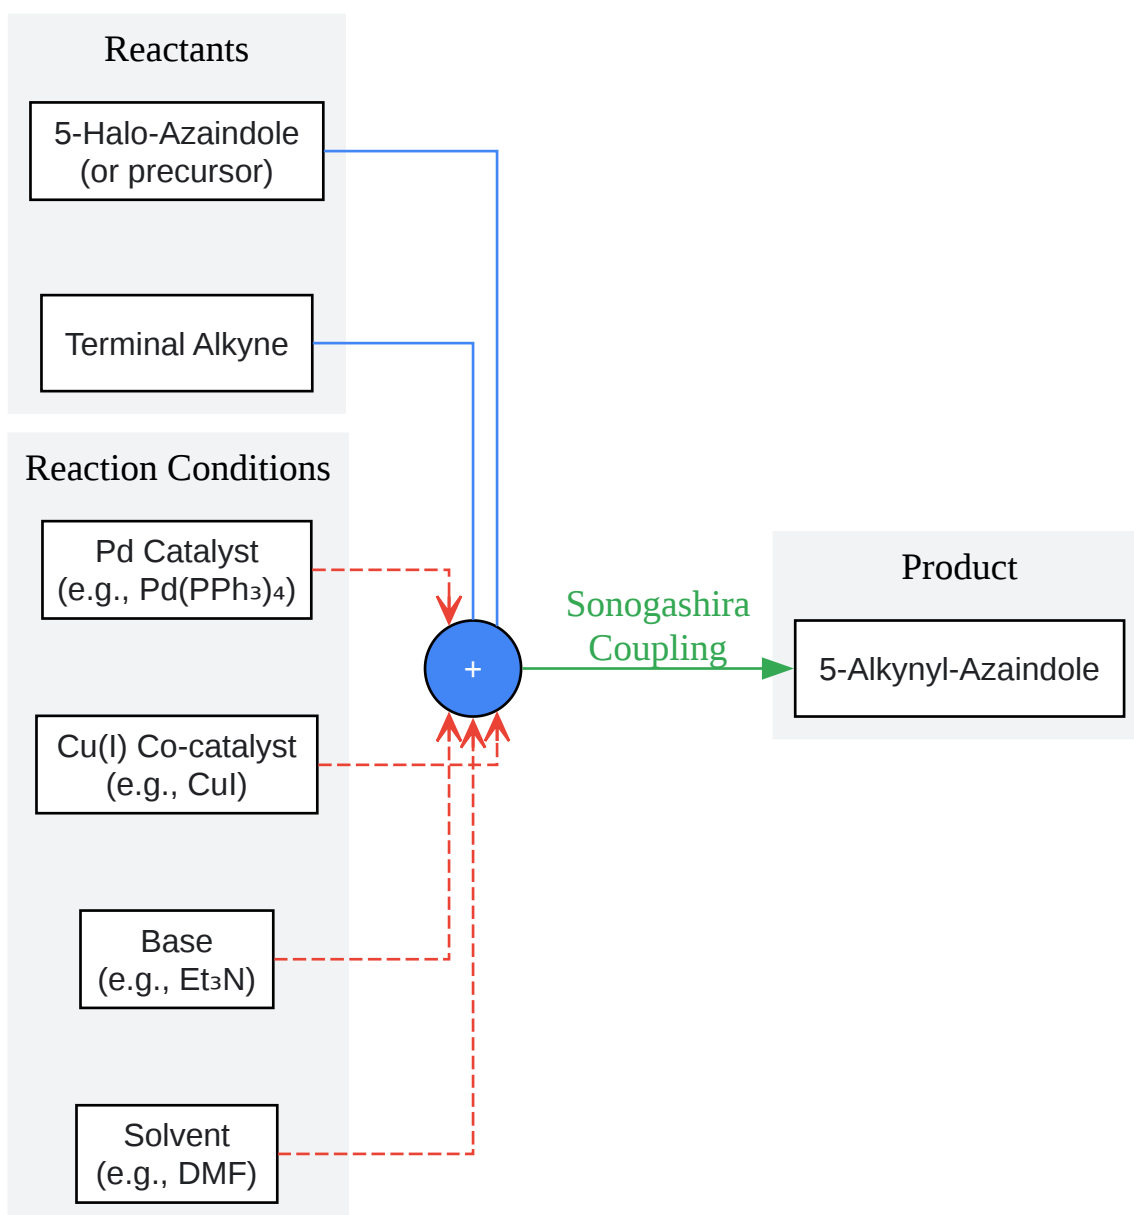 Reactants
5-Halo-Azaindole
(or precursor)
Terminal Alkyne
Reaction Conditions
Pd Catalyst
(e.g., Pd(PPh₃)₄)
Cu(I) Co-catalyst
(e.g., CuI)
Base
(e.g., Et₃N)
Solvent
(e.g., DMF)
+
Sonogashira
Coupling
Product
5-Alkynyl-Azaindole